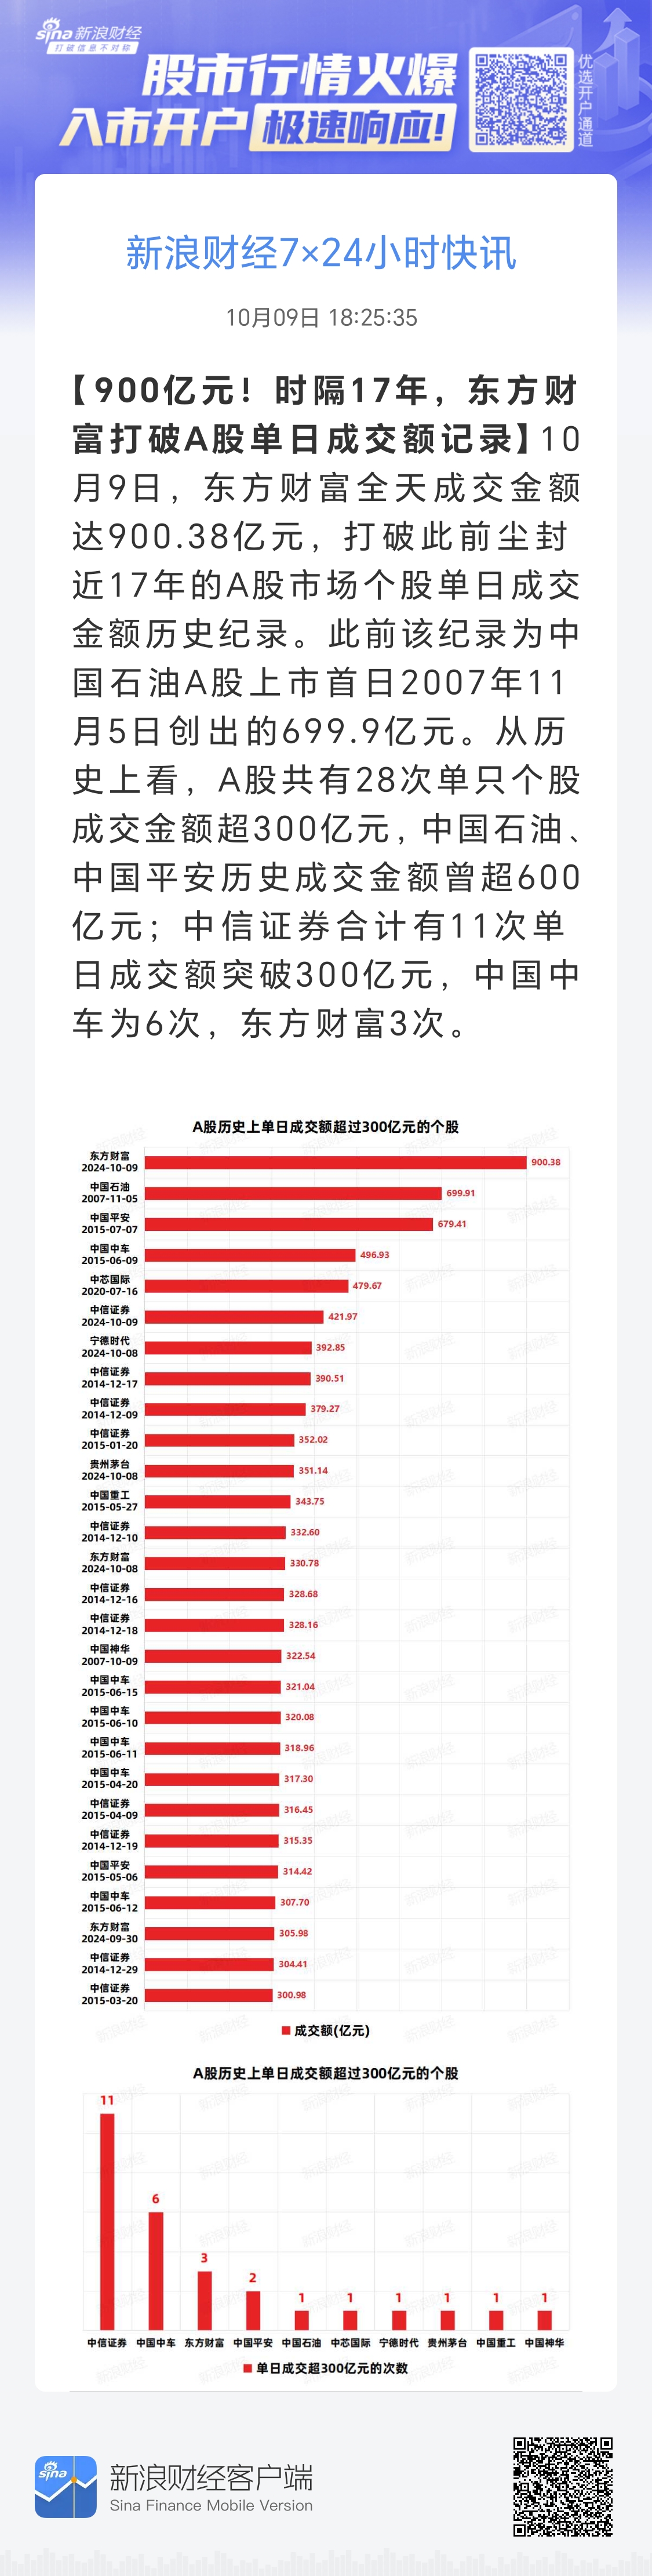 sina新浪财经
打破信息不对称
股市行情火爆
入市开户极速响应!
优选开户通道
新浪财经7×24小时快讯
10月09日 18:25:35
【900亿元！时隔17年，东方财
富打破A股单日成交额记录】10
月9日，东方财富全天成交金额
达900.38亿元，打破此前尘封
近17年的A股市场个股单日成交
金额历史纪录。此前该纪录为中
国石油A股上市首日2007年11
月5日创出的699.9亿元。从历
史上看，A股共有28次单只个股
成交金额超300亿元，中国石油、
中国平安历史成交金额曾超600
亿元；中信证券合计有11次单
日成交额突破300亿元，中国中
车为6次，东方财富3次。
A股历史上单日成交额超过300亿元的个股
东方财富
2024-10-09 900.38
中国石油
2007-11-05 699.91
中国平安
2015-07-07 679.41
中国中车
2015-06-09 496.93
中芯国际
2020-07-16 479.67
中信证券
2024-10-09 421.97
宁德时代
2024-10-08 392.85
中信证券
2014-12-17 390.51
中信证券
2014-12-09 379.27
中信证券
2015-01-20 352.02
贵州茅台
2024-10-08 351.14
中国重工
2015-05-27 343.75
中信证券
2014-12-10 332.60
东方财富
2024-10-08 330.78
中信证券
2014-12-16 328.68
中信证券
2014-12-18 328.16
中国神华
2007-10-09 322.54
中国中车
2015-06-15 321.04
中国中车
2015-06-10 320.08
中国中车
2015-06-11 318.96
中国中车
2015-04-20 317.30
中信证券
2015-04-09 316.45
中信证券
2014-12-19 315.35
中国平安
2015-05-06 314.42
中国中车
2015-06-12 307.70
东方财富
2024-09-30 305.98
中信证券
2014-12-29 304.41
中信证券
2015-03-20 300.98
成交额(亿元)
A股历史上单日成交额超过300亿元的个股
11 6 3 2 1 1 1 1 1 1
中信证券 中国中车 东方财富 中国平安 中国石油 中芯国际 宁德时代 贵州茅台 中国重工 中国神华
单日成交超300亿元的次数
sina
新浪财经客户端
Sina Finance Mobile Version